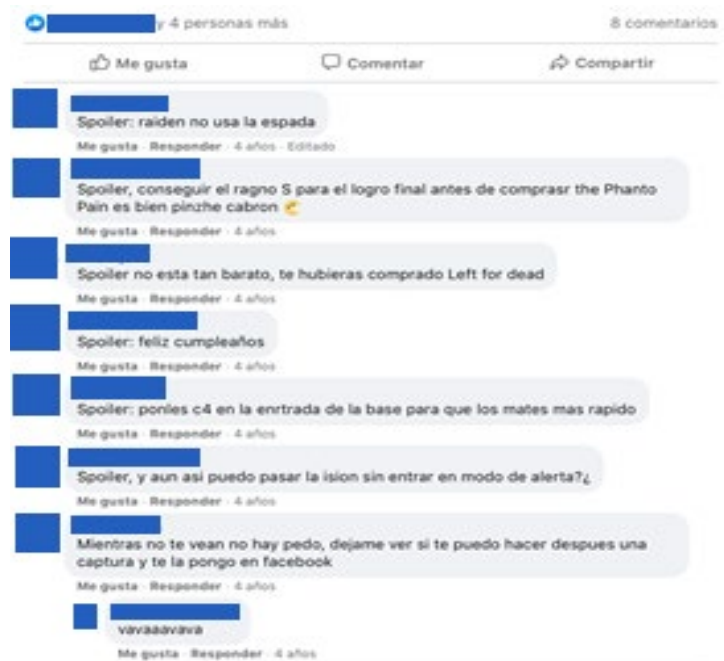 y 4 personas más 8 comentarios
Me gusta Comentar Compartir
Spoiler: raiden no usa la espada
Me gusta · Responder · 4 años · Editado
Spoiler, conseguir el ragno S para el logro final antes de comprasr the Phanto
Pain es bien pinzhe cabron
Me gusta · Responder · 4 años
Spoiler no esta tan barato, te hubieras comprado Left for dead
Me gusta · Responder · 4 años
Spoiler: feliz cumpleaños
Me gusta · Responder · 4 años
Spoiler: ponles c4 en la enrtrada de la base para que los mates mas rapido
Me gusta · Responder · 4 años
Spoiler, y aun asi puedo pasar la ision sin entrar en modo de alerta?¿
Me gusta · Responder · 4 años
Mientras no te vean no hay pedo, dejame ver si te puedo hacer despues una
captura y te la pongo en facebook
Me gusta · Responder · 4 años
vavaaavava
Me gusta · Responder · 4 años